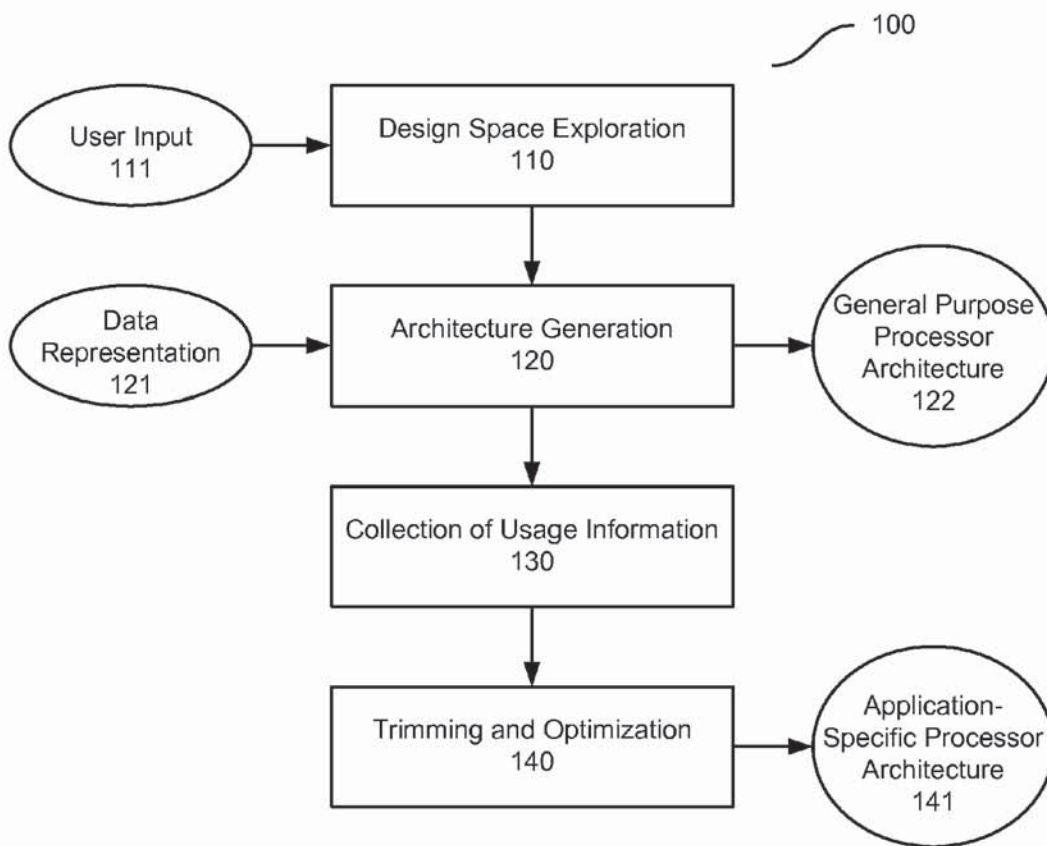 100
User Input
111
Design Space Exploration
110
Data
Representation
121
Architecture Generation
120
General Purpose
Processor
Architecture
122
Collection of Usage Information
130
Trimming and Optimization
140
Application-
Specific Processor
Architecture
141